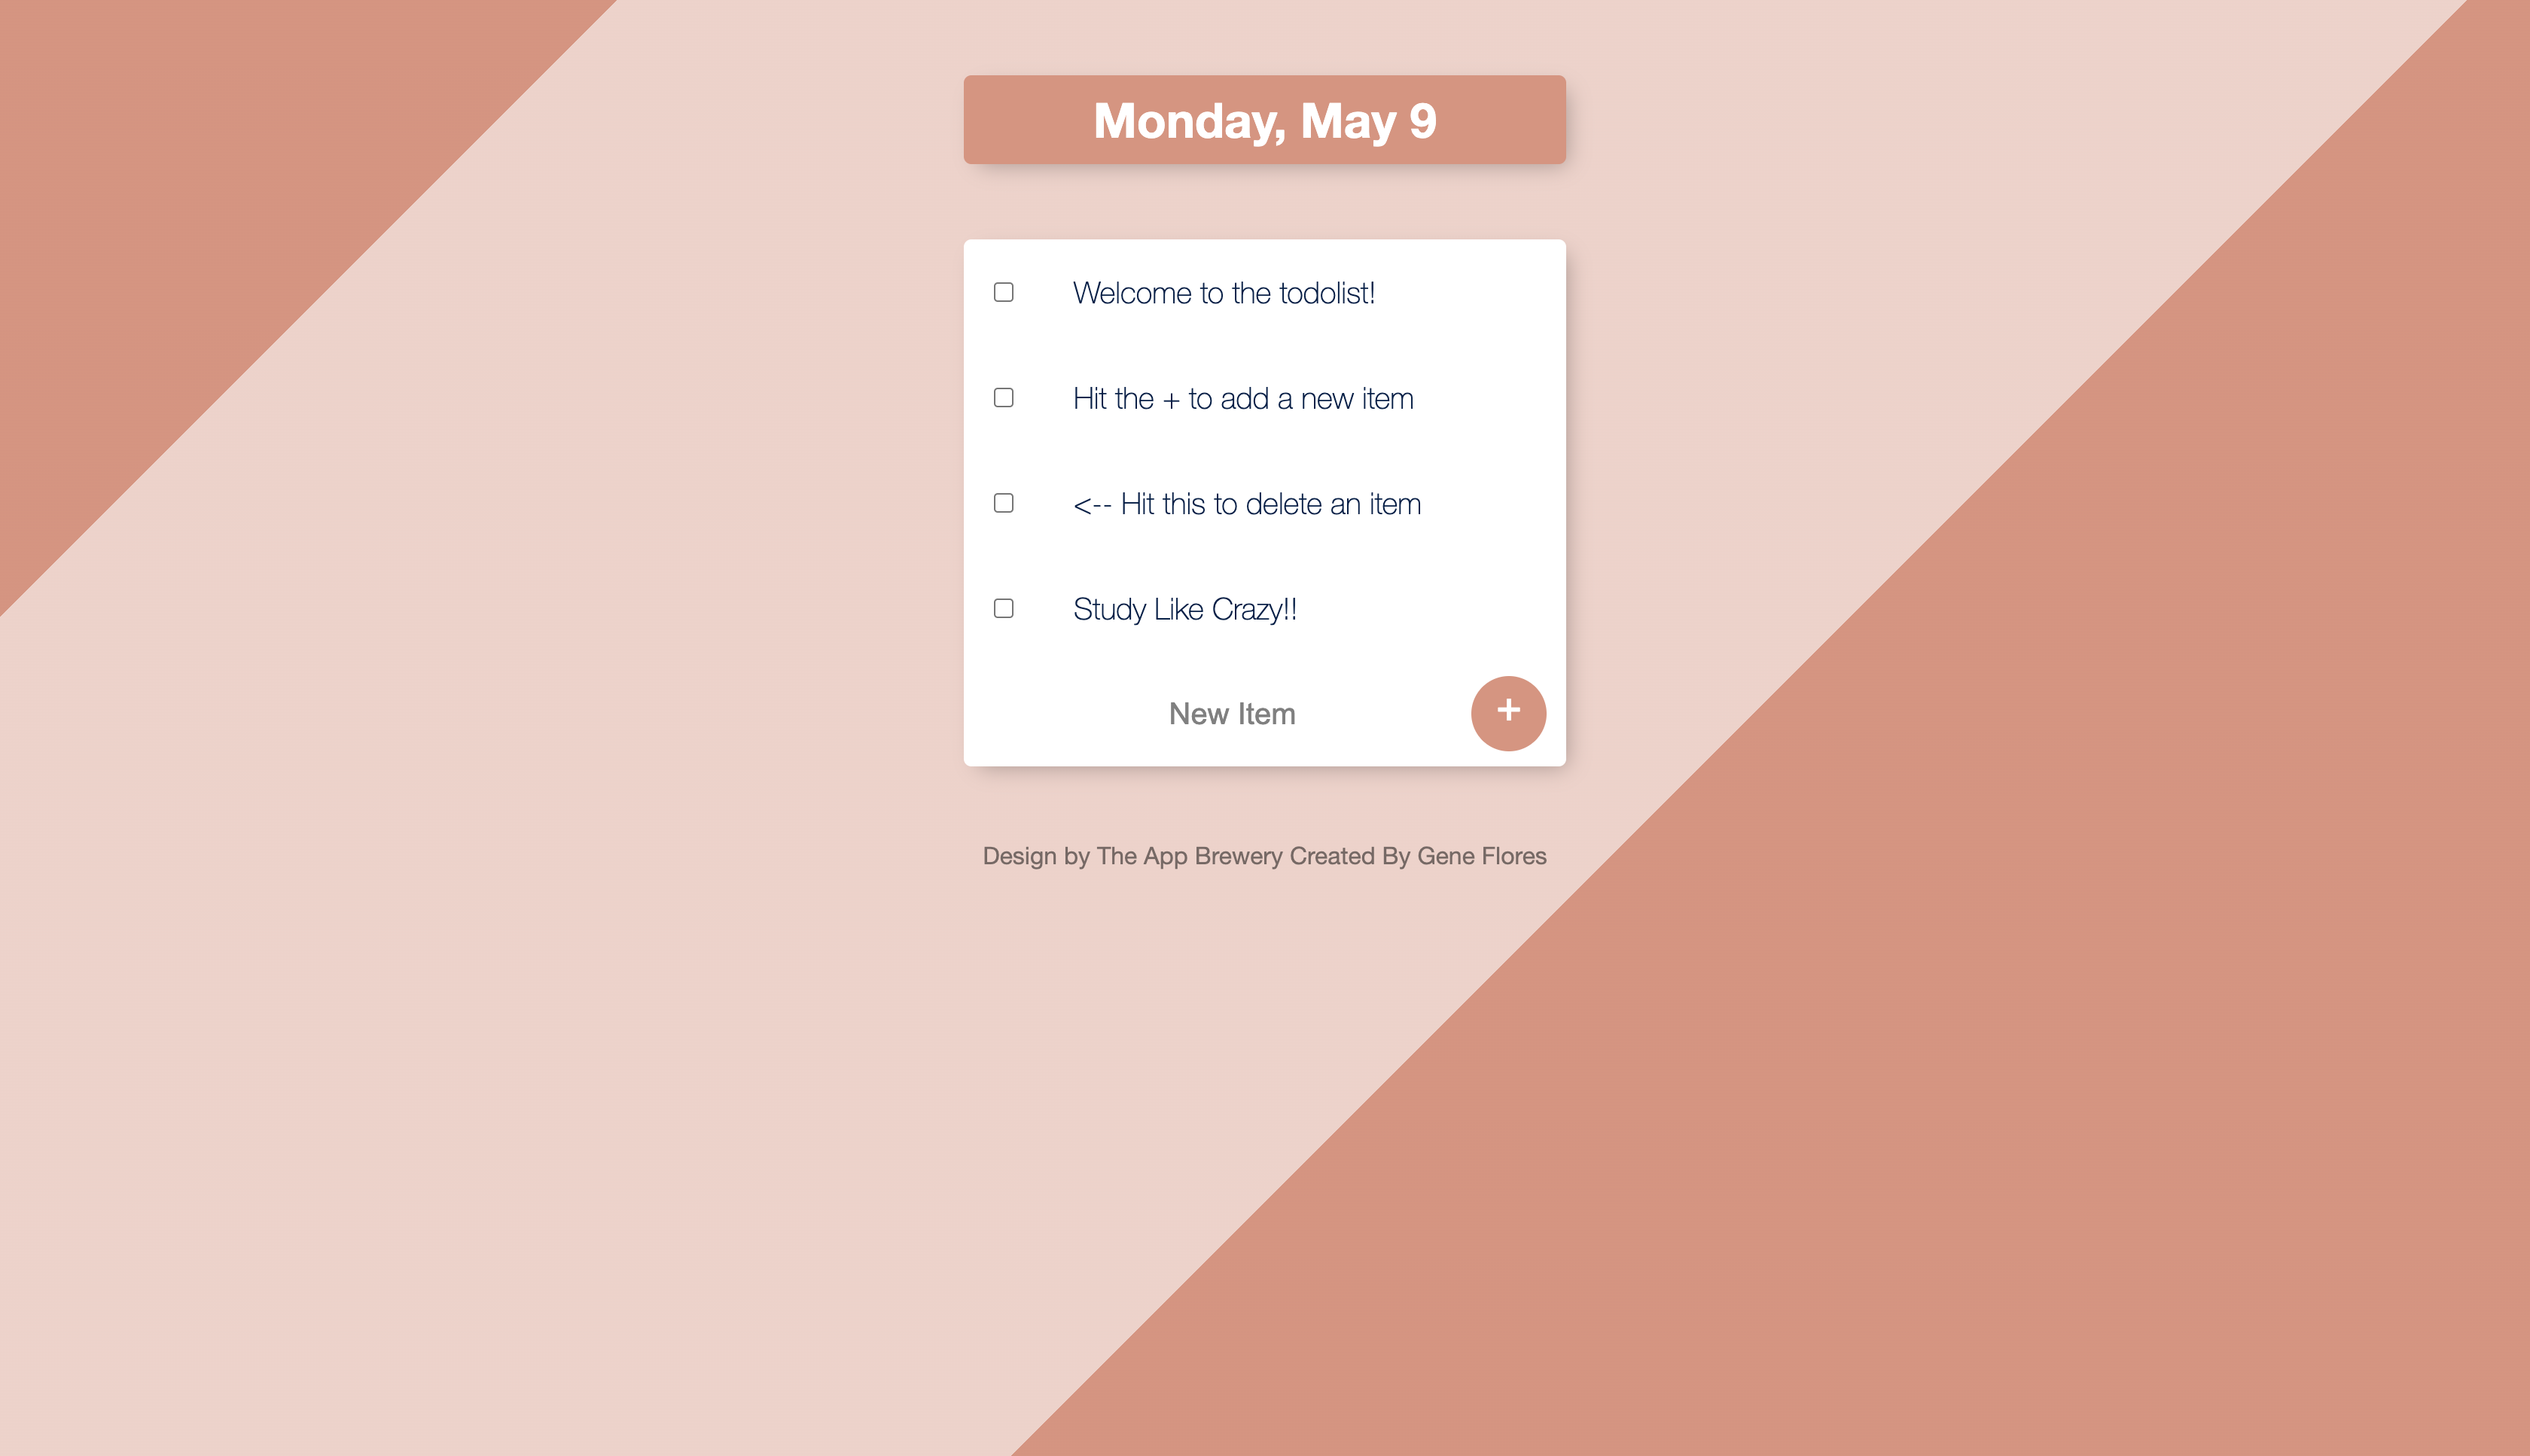 Monday, May 9
Welcome to the todolist!
Hit the + to add a new item
<-- Hit this to delete an item
Study Like Crazy!!
New Item
+
Design by The App Brewery Created By Gene Flores